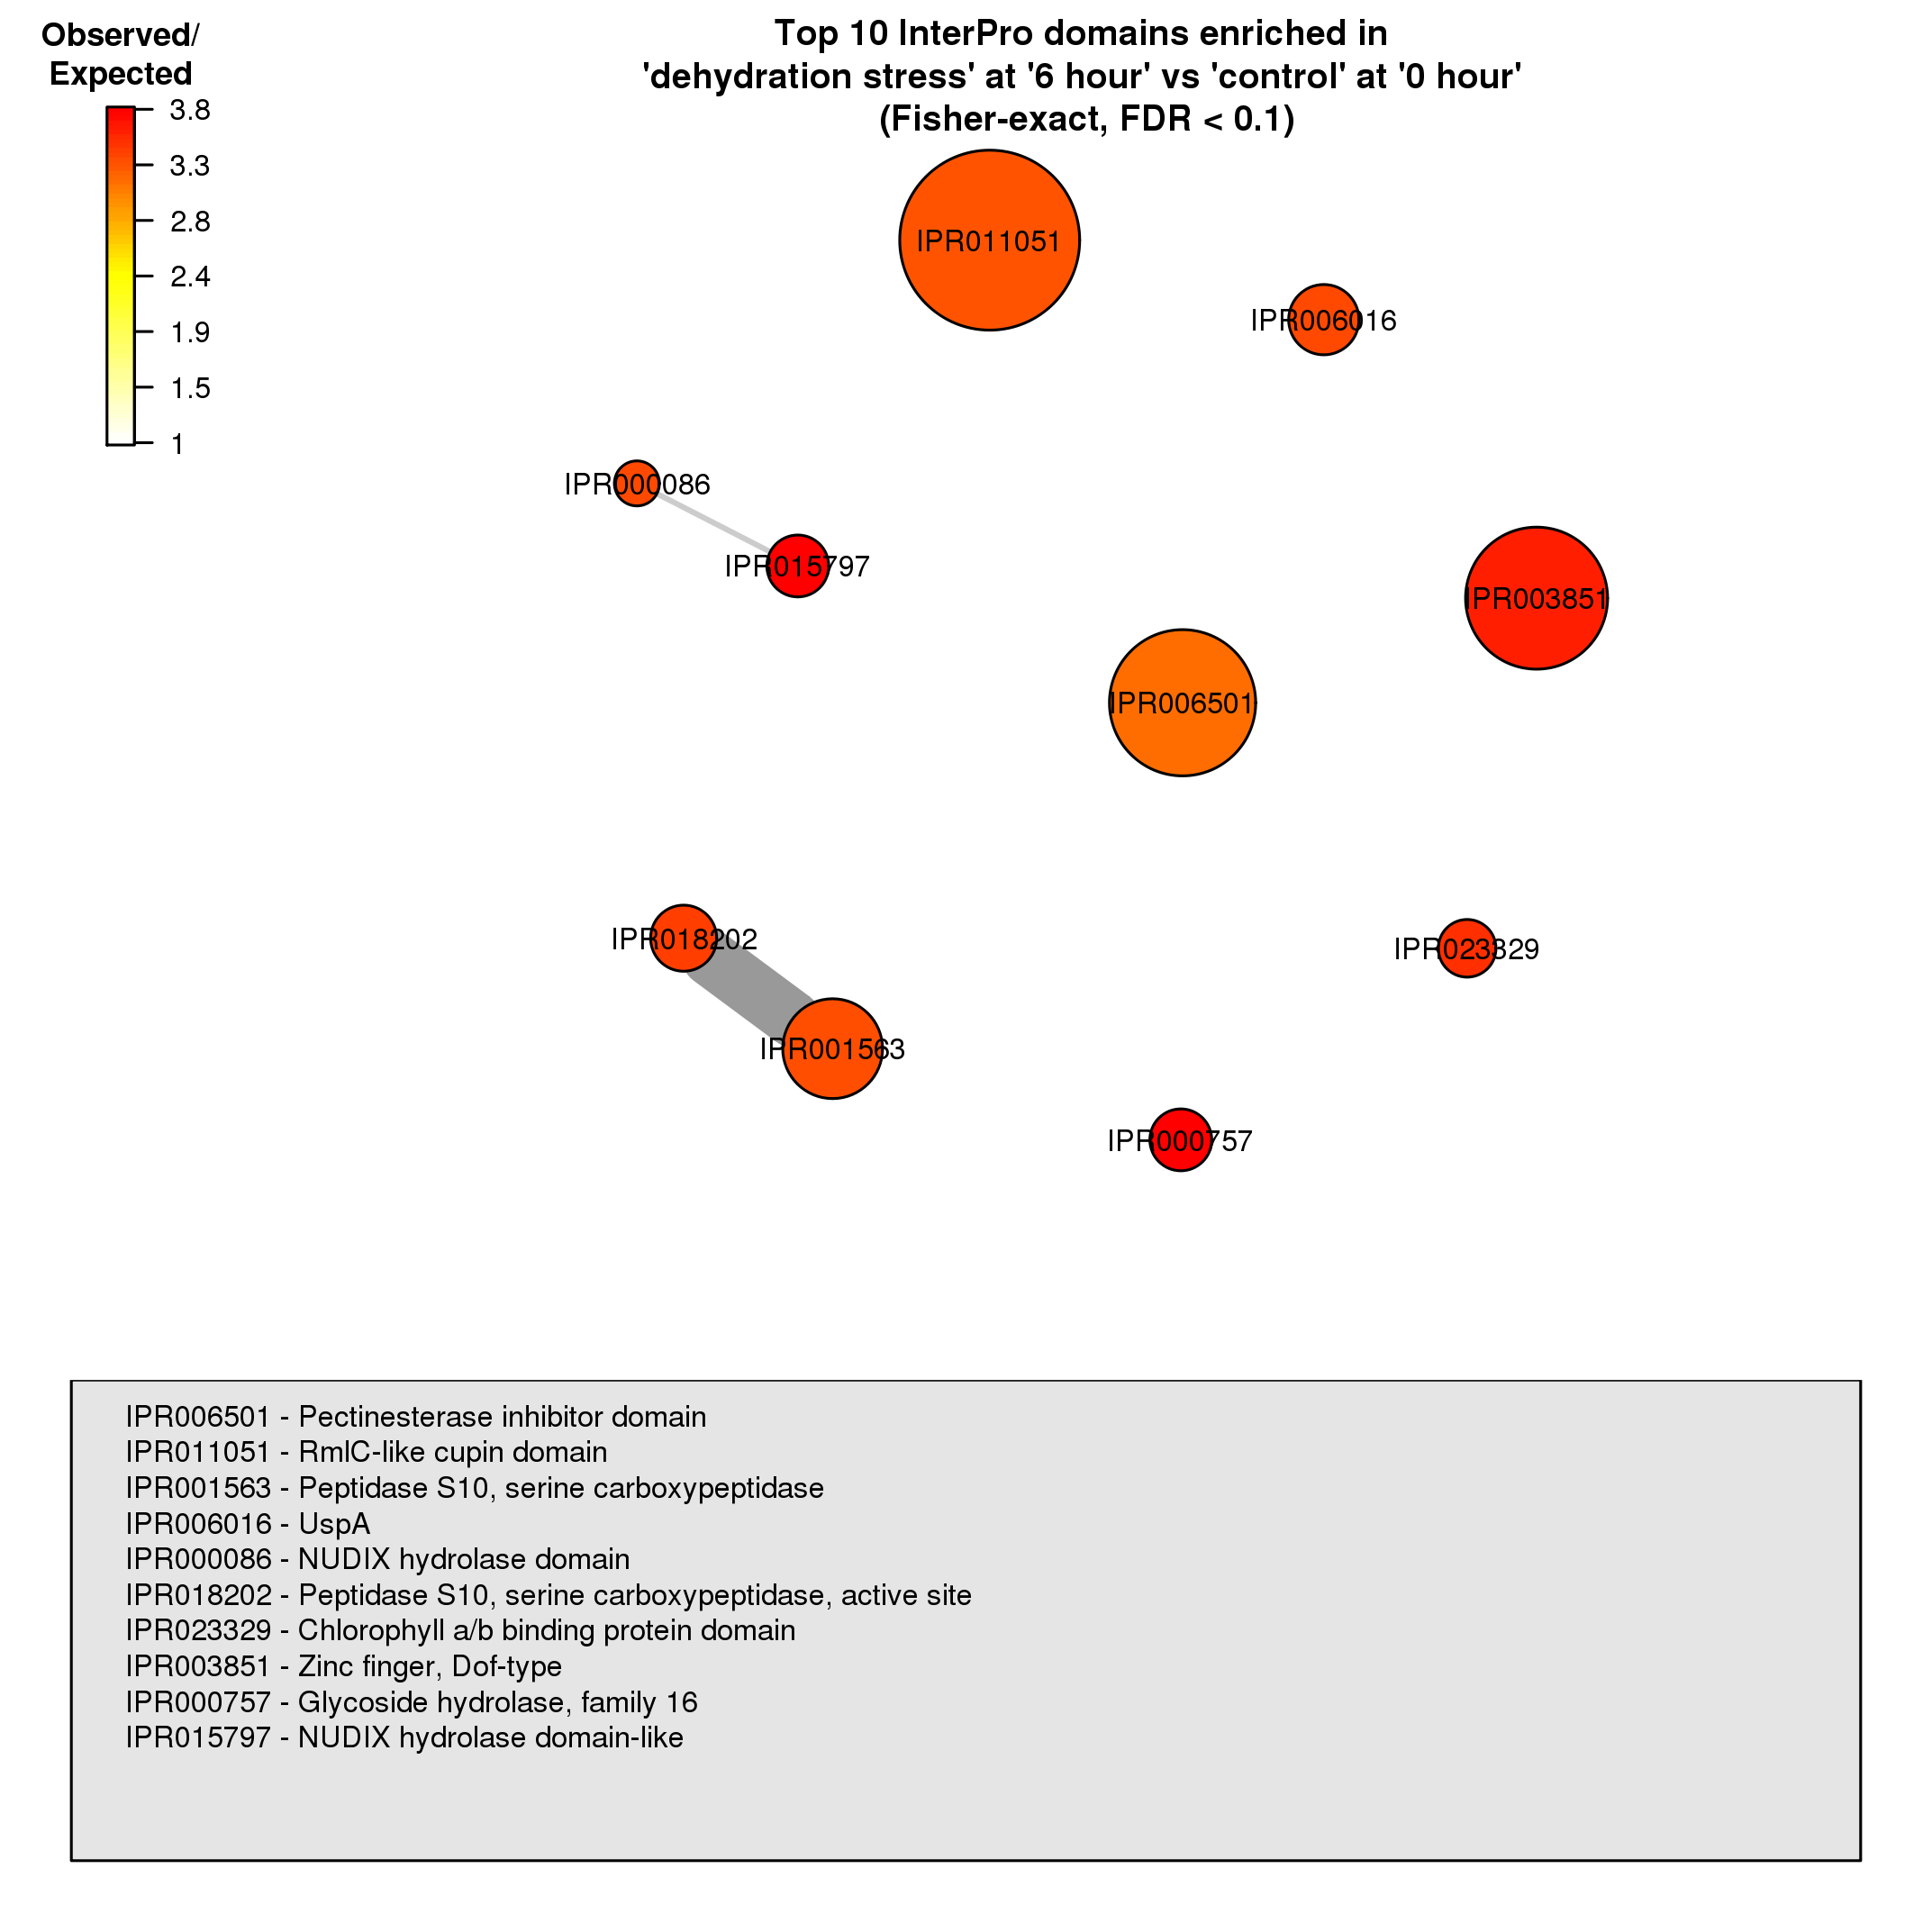 Observed/
Expected
3.8
3.3
2.8
2.4
1.9
1.5
1
Top 10 InterPro domains enriched in
'dehydration stress' at '6 hour' vs 'control' at '0 hour'
(Fisher-exact, FDR < 0.1)
IPR011051
IPR006016
IPR000086
IPR015797
IPR003851
IPR006501
IPR018202
IPR023329
IPR001563
IPR000757
IPR006501 - Pectinesterase inhibitor domain
IPR011051 - RmlC-like cupin domain
IPR001563 - Peptidase S10, serine carboxypeptidase
IPR006016 - UspA
IPR000086 - NUDIX hydrolase domain
IPR018202 - Peptidase S10, serine carboxypeptidase, active site
IPR023329 - Chlorophyll a/b binding protein domain
IPR003851 - Zinc finger, Dof-type
IPR000757 - Glycoside hydrolase, family 16
IPR015797 - NUDIX hydrolase domain-like